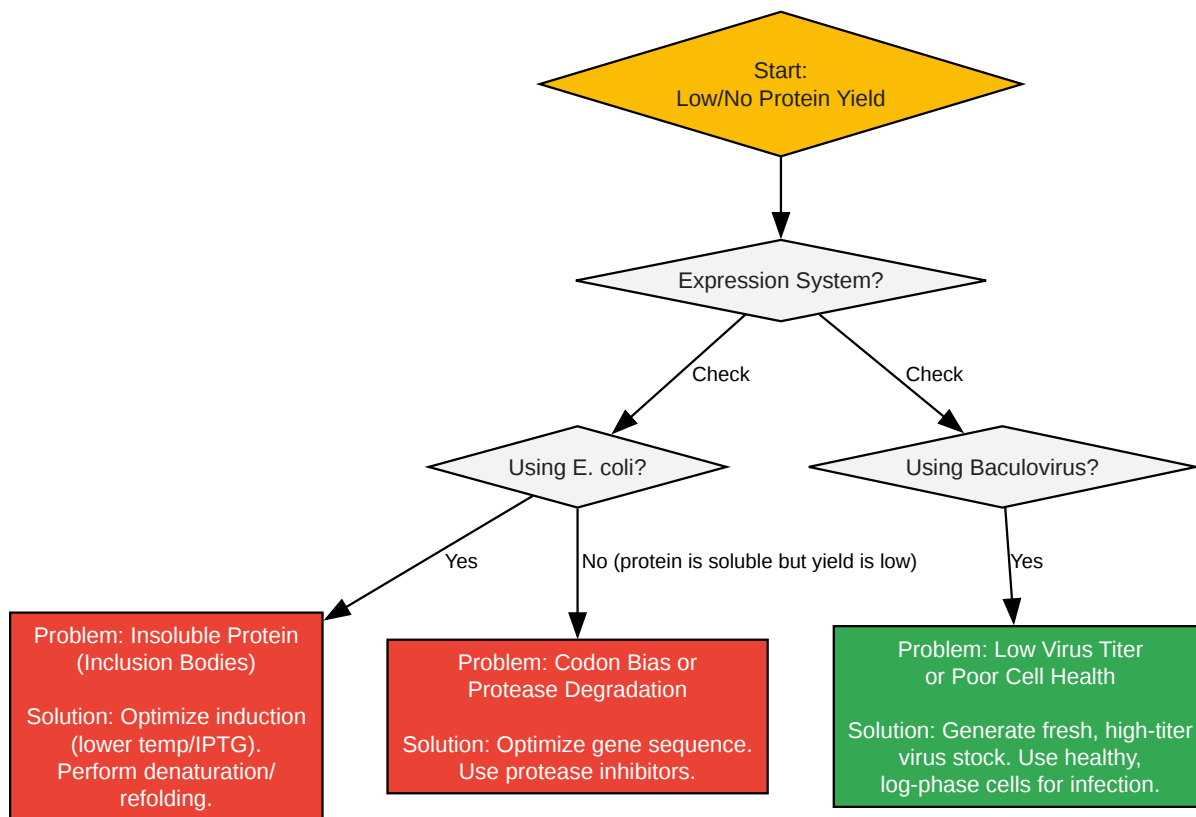 Start:
Low/No Protein Yield
Expression System?
Check
Check
Using E. coli?
Using Baculovirus?
Yes
No (protein is soluble but yield is low)
Yes
Problem: Insoluble Protein
(Inclusion Bodies)
Solution: Optimize induction
(lower temp/IPTG).
Perform denaturation/
refolding.
Problem: Codon Bias or
Protease Degradation
Solution: Optimize gene sequence.
Use protease inhibitors.
Problem: Low Virus Titer
or Poor Cell Health
Solution: Generate fresh, high-titer
virus stock. Use healthy,
log-phase cells for infection.